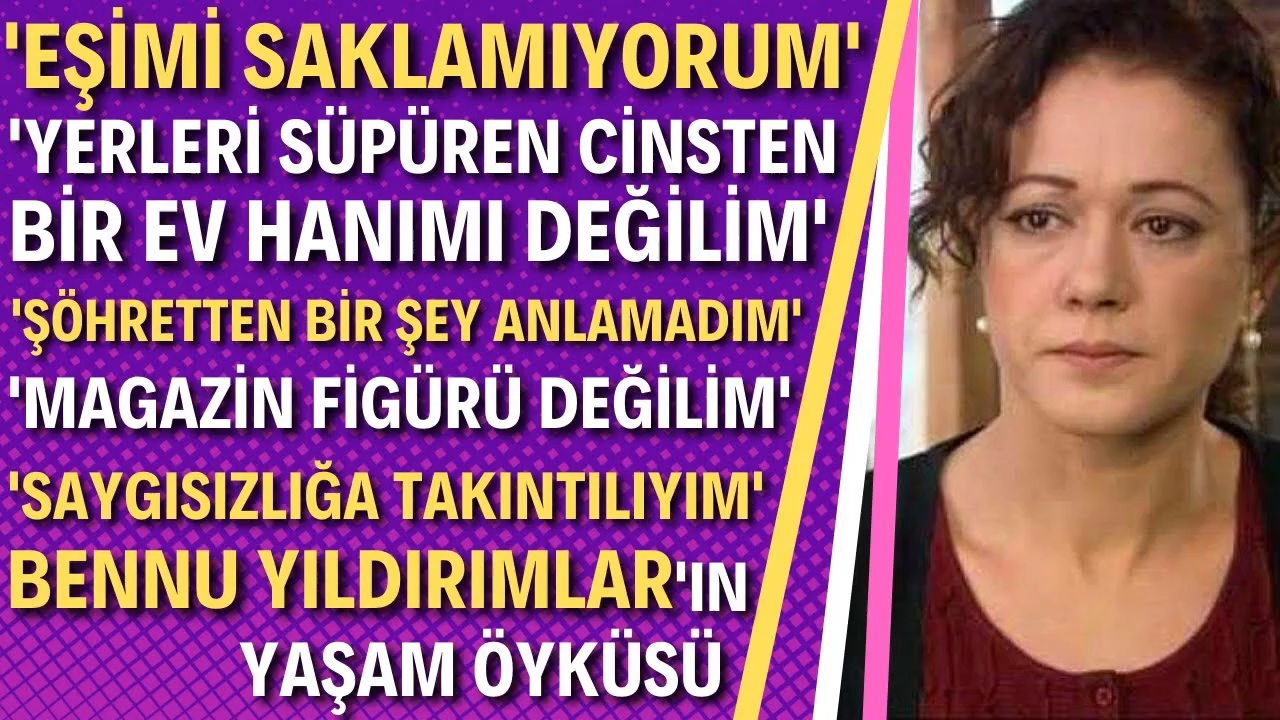 'EŞİMİ SAKLAMIYORUM'
'YERLERİ SÜPÜREN CİNSTEN
BİR EV HANIMI DEĞİLİM'
'ŞÖHRETTEN BİR ŞEY ANLAMADIM'
'MAGAZİN FİGÜRÜ DEĞİLİM'
'SAYGISIZLIĞA TAKINTILIYIM'
BENNU YILDIRIMLAR'IN
YAŞAM ÖYKÜSÜ